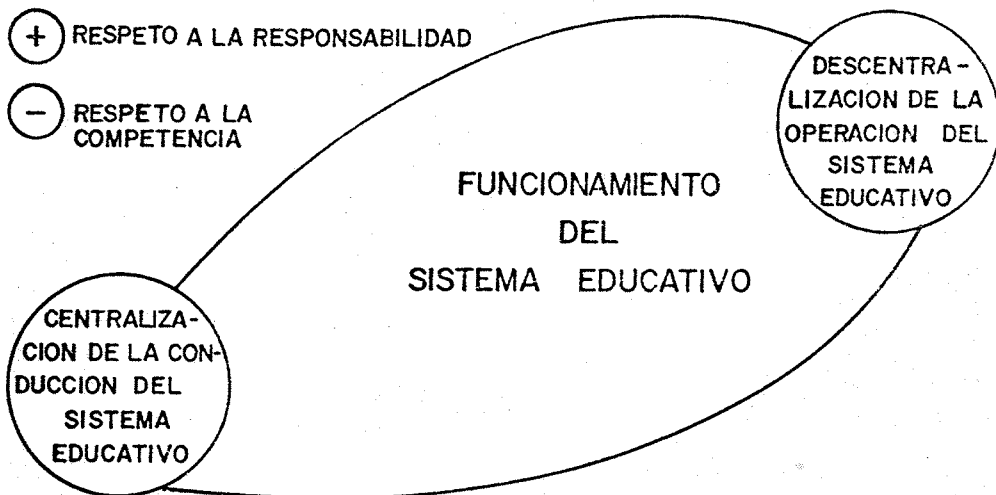 + RESPETO A LA RESPONSABILIDAD
- RESPETO A LA
COMPETENCIA
DESCENTRA-
LIZACION DE LA
OPERACION DEL
SISTEMA
EDUCATIVO
FUNCIONAMIENTO
DEL
SISTEMA EDUCATIVO
CENTRALIZA-
CION DE LA CON-
DUCCION DEL
SISTEMA
EDUCATIVO